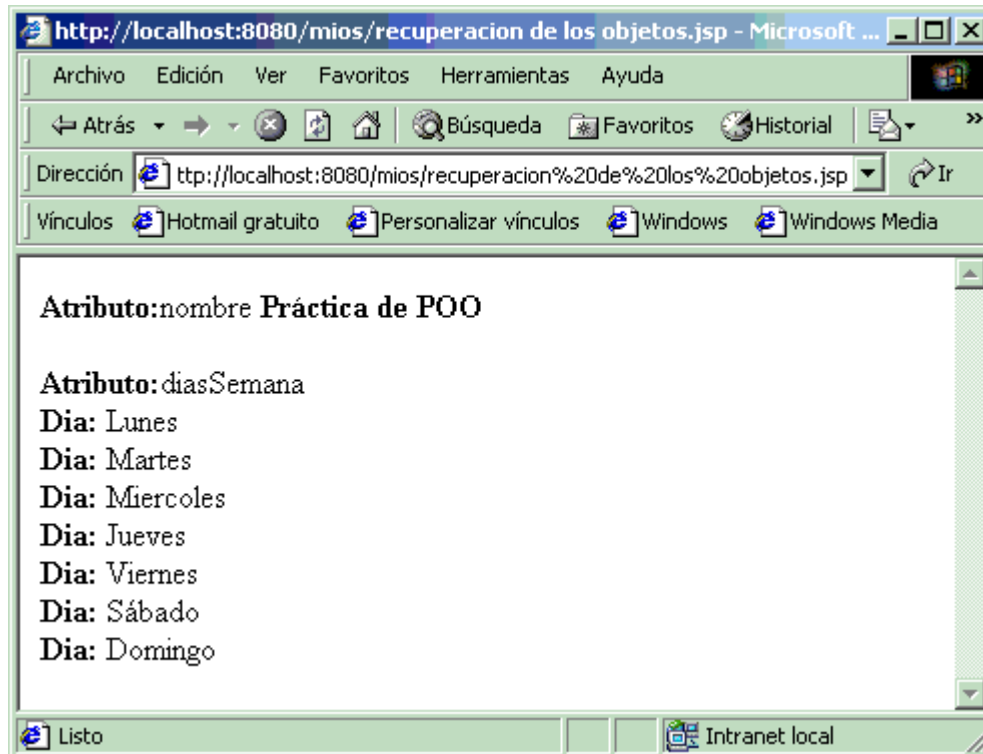 http://localhost:8080/mios/recuperacion de los objetos.jsp - Microsoft ...
Archivo Edición Ver Favoritos Herramientas Ayuda
Atrás Búsqueda Favoritos Historial »
Dirección ttp://localhost:8080/mios/recuperacion%20de%20los%20objetos.jsp Ir
Vínculos Hotmail gratuito Personalizar vínculos Windows Windows Media
Atributo:nombre Práctica de POO
Atributo:diasSemana
Dia: Lunes
Dia: Martes
Dia: Miercoles
Dia: Jueves
Dia: Viernes
Dia: Sábado
Dia: Domingo
Listo Intranet local